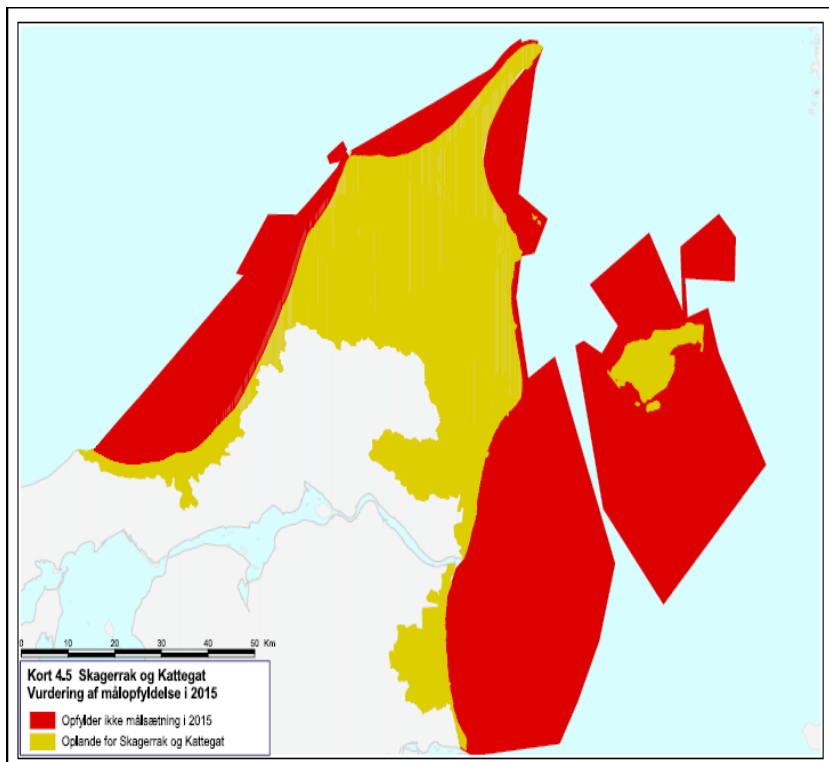 0 10 20 30 40 50 Km
Kort 4.5 Skagerrak og Kattegat
Vurdering af målopfyldelse i 2015
Opfylder ikke målsætning i 2015
Oplande for Skagerrak og Kattegat